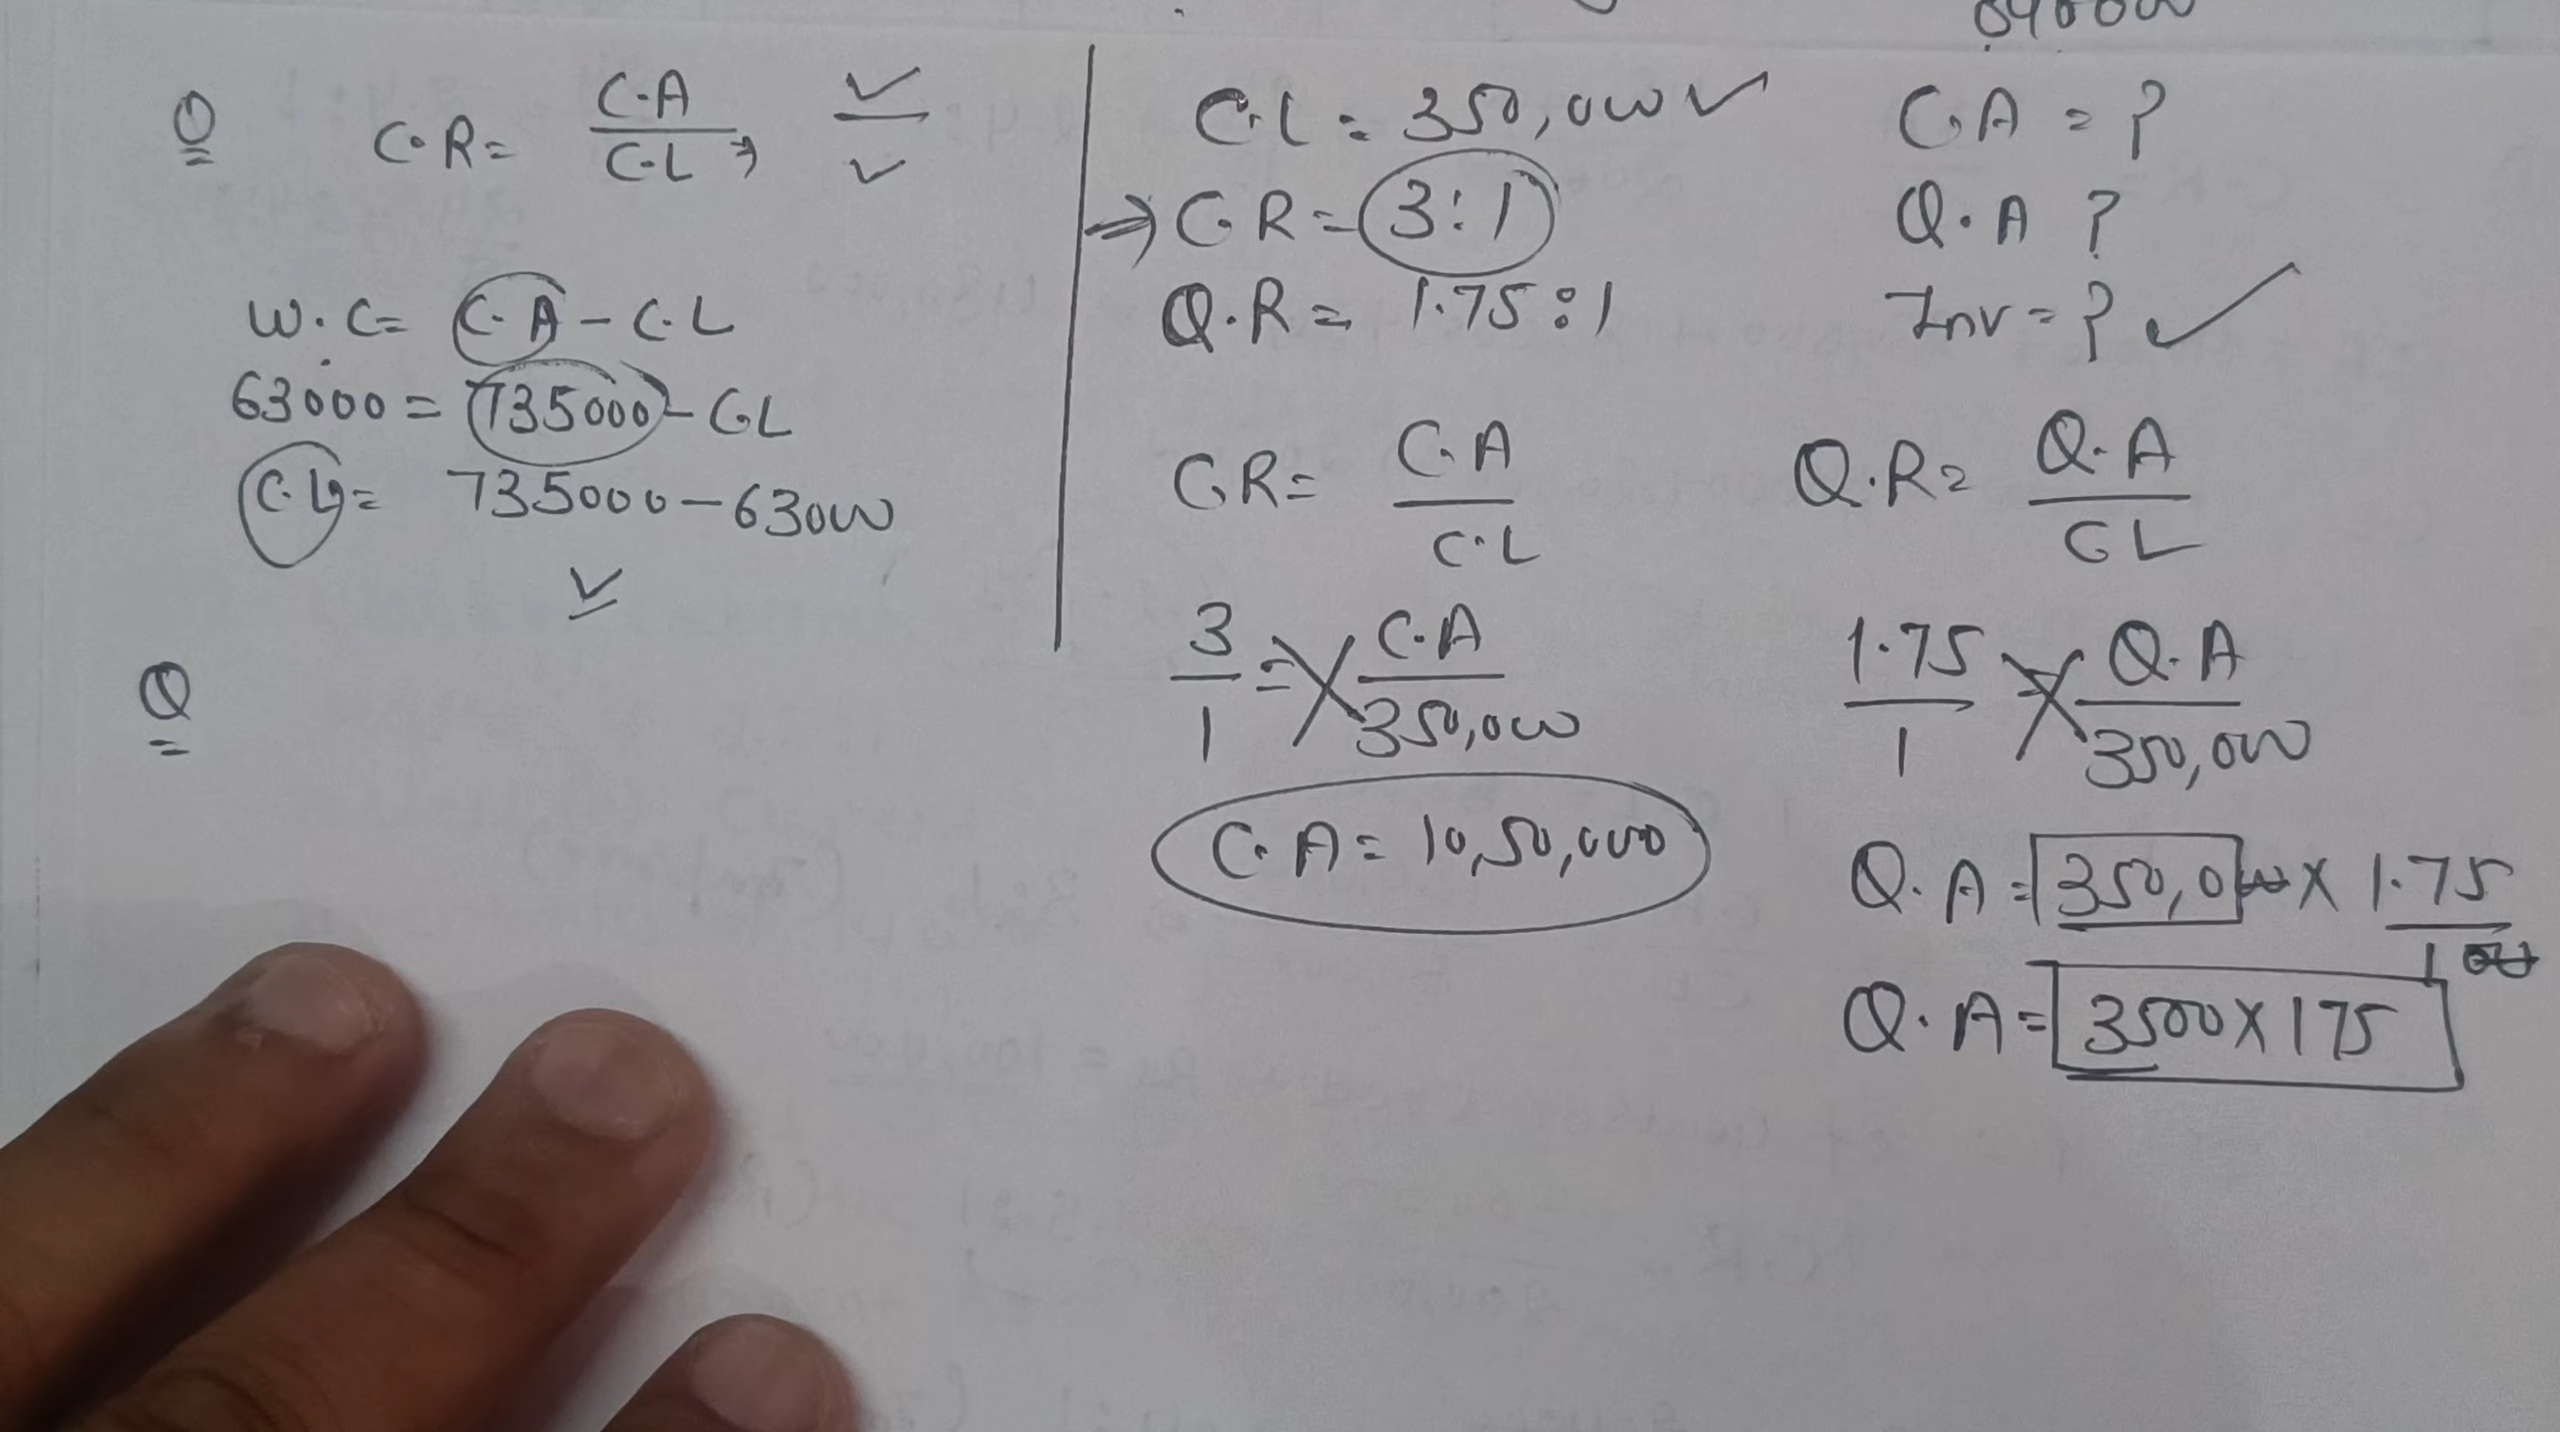 Q C.R = C.A / C.L →
W.C = C.A - C.L
63000 = 735000 - C.L
C.L = 735000 - 63000
Q
C.L = 350,000
⇒ C.R = 3:1
Q.R = 1.75:1
C.A = ?
Q.A ?
Inv = ?
C.R = C.A / C.L
3/1 = C.A / 350,000
C.A = 10,50,000
Q.R = Q.A / C.L
1.75/1 = Q.A / 350,000
Q.A = 350,000 × 1.75 / 100
Q.A = 3500 × 175